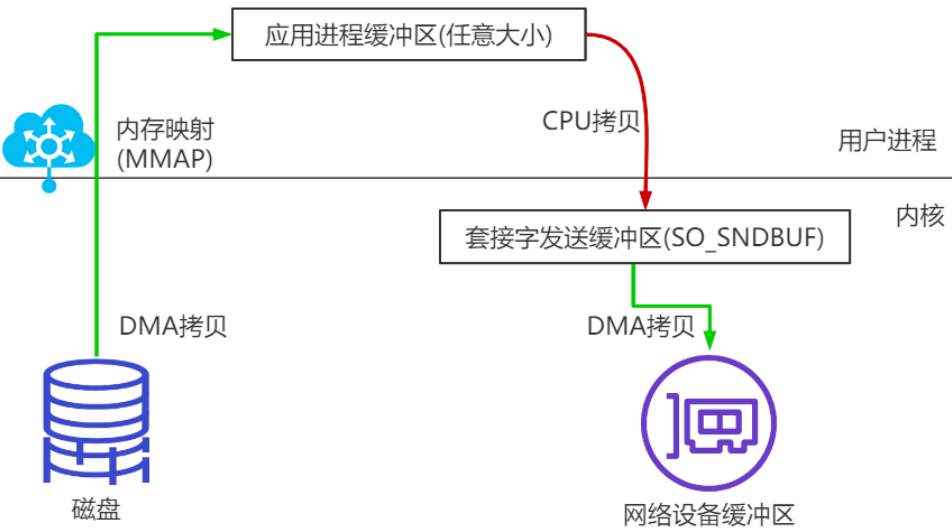 应用进程缓冲区(任意大小)
内存映射
(MMAP)
CPU拷贝
用户进程
内核
套接字发送缓冲区(SO_SNDBUF)
DMA拷贝
DMA拷贝
磁盘
网络设备缓冲区